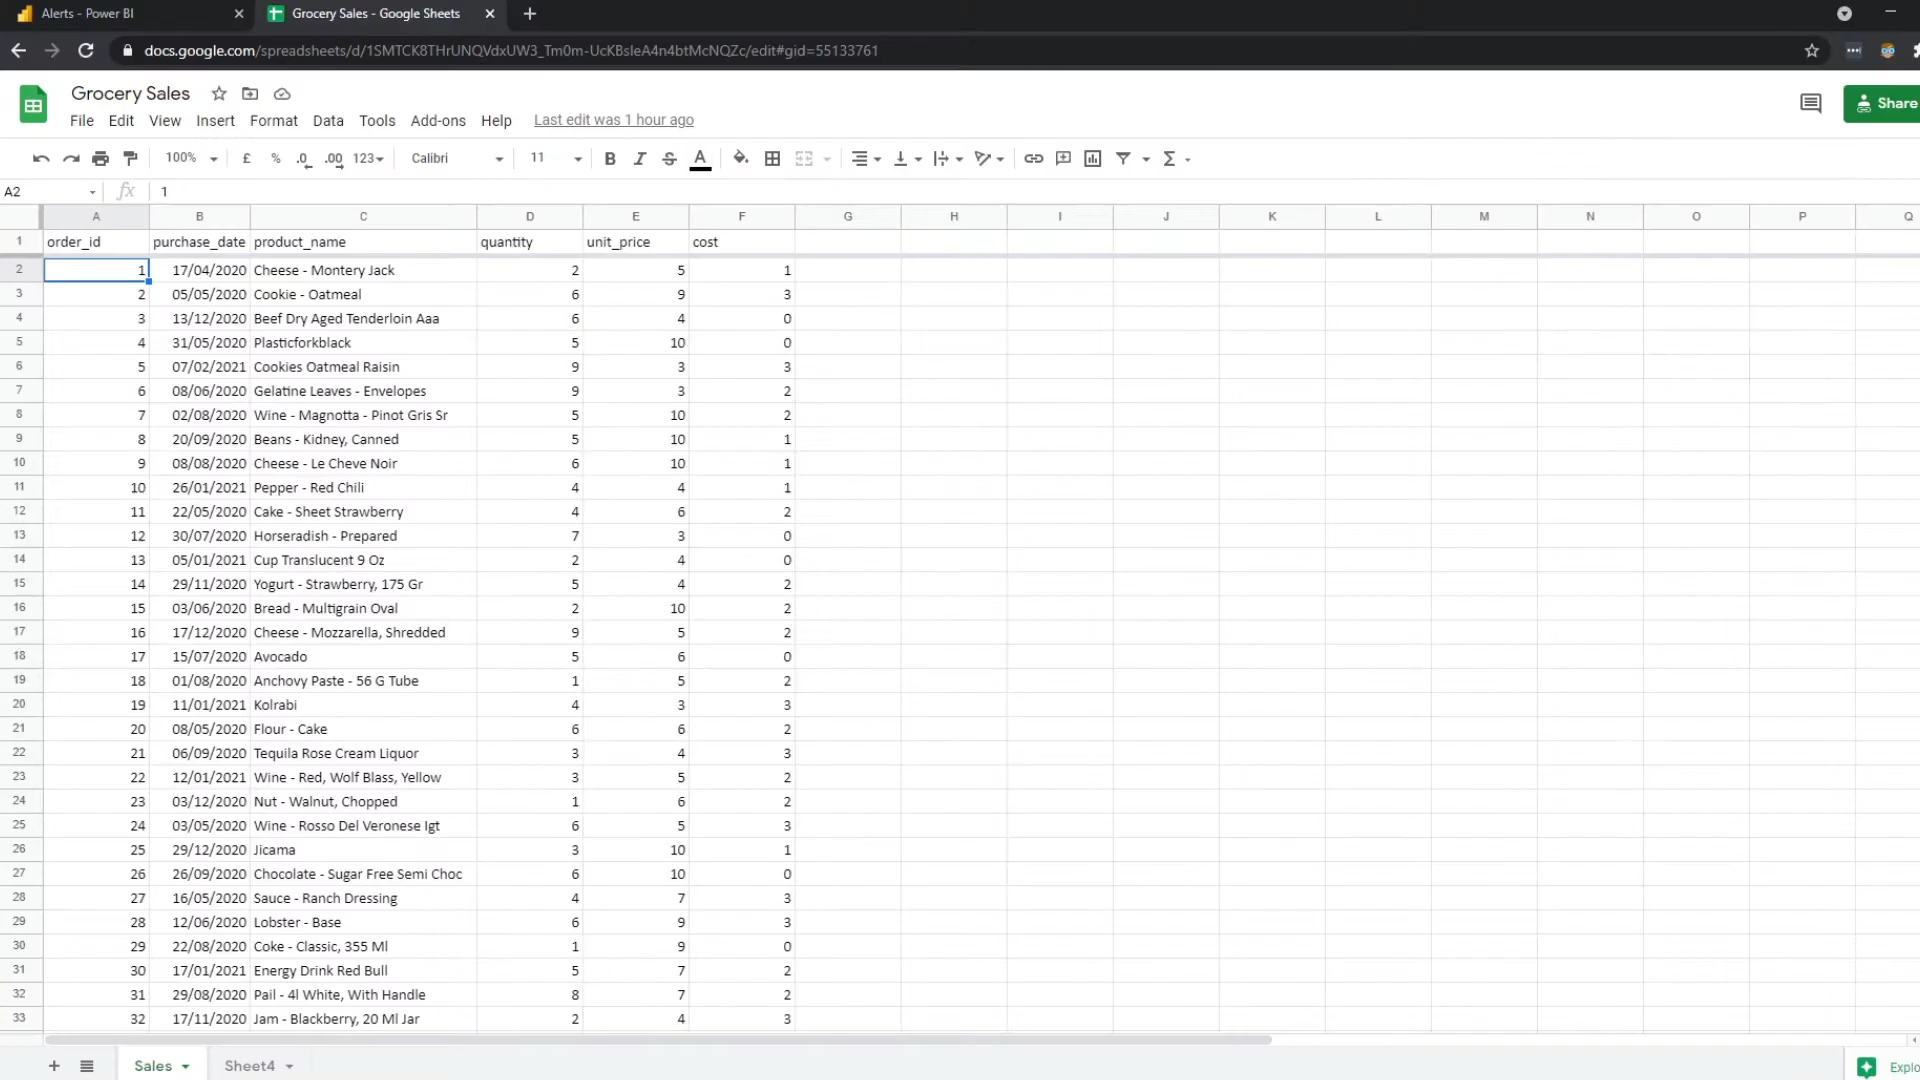 Alerts - Power BI
Grocery Sales - Google Sheets
docs.google.com/spreadsheets/d/1SMTCK8THrUNQVdxUW3_Tm0m-UcKBsIeA4n4btMcNQZc/edit#gid=55133761
Grocery Sales
File Edit View Insert Format Data Tools Add-ons Help Last edit was 1 hour ago
Share
100% £ % .0 .00 123 Calibri 11 B I S A Σ
A2 fx 1
A B C D E F G H I J K L M N O P Q
1 order_id purchase_date product_name quantity unit_price cost
2 1 17/04/2020 Cheese - Montery Jack 2 5 1
3 2 05/05/2020 Cookie - Oatmeal 6 9 3
4 3 13/12/2020 Beef Dry Aged Tenderloin Aaa 6 4 0
5 4 31/05/2020 Plasticforkblack 5 10 0
6 5 07/02/2021 Cookies Oatmeal Raisin 9 3 3
7 6 08/06/2020 Gelatine Leaves - Envelopes 9 3 2
8 7 02/08/2020 Wine - Magnotta - Pinot Gris Sr 5 10 2
9 8 20/09/2020 Beans - Kidney, Canned 5 10 1
10 9 08/08/2020 Cheese - Le Cheve Noir 6 10 1
11 10 26/01/2021 Pepper - Red Chili 4 4 1
12 11 22/05/2020 Cake - Sheet Strawberry 4 6 2
13 12 30/07/2020 Horseradish - Prepared 7 3 0
14 13 05/01/2021 Cup Translucent 9 Oz 2 4 0
15 14 29/11/2020 Yogurt - Strawberry, 175 Gr 5 4 2
16 15 03/06/2020 Bread - Multigrain Oval 2 10 2
17 16 17/12/2020 Cheese - Mozzarella, Shredded 9 5 2
18 17 15/07/2020 Avocado 5 6 0
19 18 01/08/2020 Anchovy Paste - 56 G Tube 1 5 2
20 19 11/01/2021 Kolrabi 4 3 3
21 20 08/05/2020 Flour - Cake 6 6 2
22 21 06/09/2020 Tequila Rose Cream Liquor 3 4 3
23 22 12/01/2021 Wine - Red, Wolf Blass, Yellow 3 5 2
24 23 03/12/2020 Nut - Walnut, Chopped 1 6 2
25 24 03/05/2020 Wine - Rosso Del Veronese Igt 6 5 3
26 25 29/12/2020 Jicama 3 10 1
27 26 26/09/2020 Chocolate - Sugar Free Semi Choc 6 10 0
28 27 16/05/2020 Sauce - Ranch Dressing 4 7 3
29 28 12/06/2020 Lobster - Base 6 9 3
30 29 22/08/2020 Coke - Classic, 355 Ml 1 9 0
31 30 17/01/2021 Energy Drink Red Bull 5 7 2
32 31 29/08/2020 Pail - 4l White, With Handle 8 7 2
33 32 17/11/2020 Jam - Blackberry, 20 Ml Jar 2 4 3
Sales Sheet4 Explo